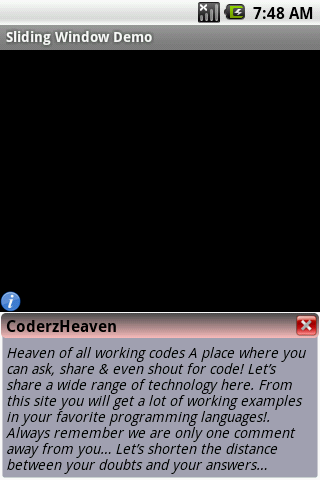 7:48 AM
Sliding Window Demo
CoderzHeaven
Heaven of all working codes A place where you
can ask, share & even shout for code! Let's
share a wide range of technology here. From
this site you will get a lot of working examples
in your favorite programming languages!.
Always remember we are only one comment
away from you... Let's shorten the distance
between your doubts and your answers...